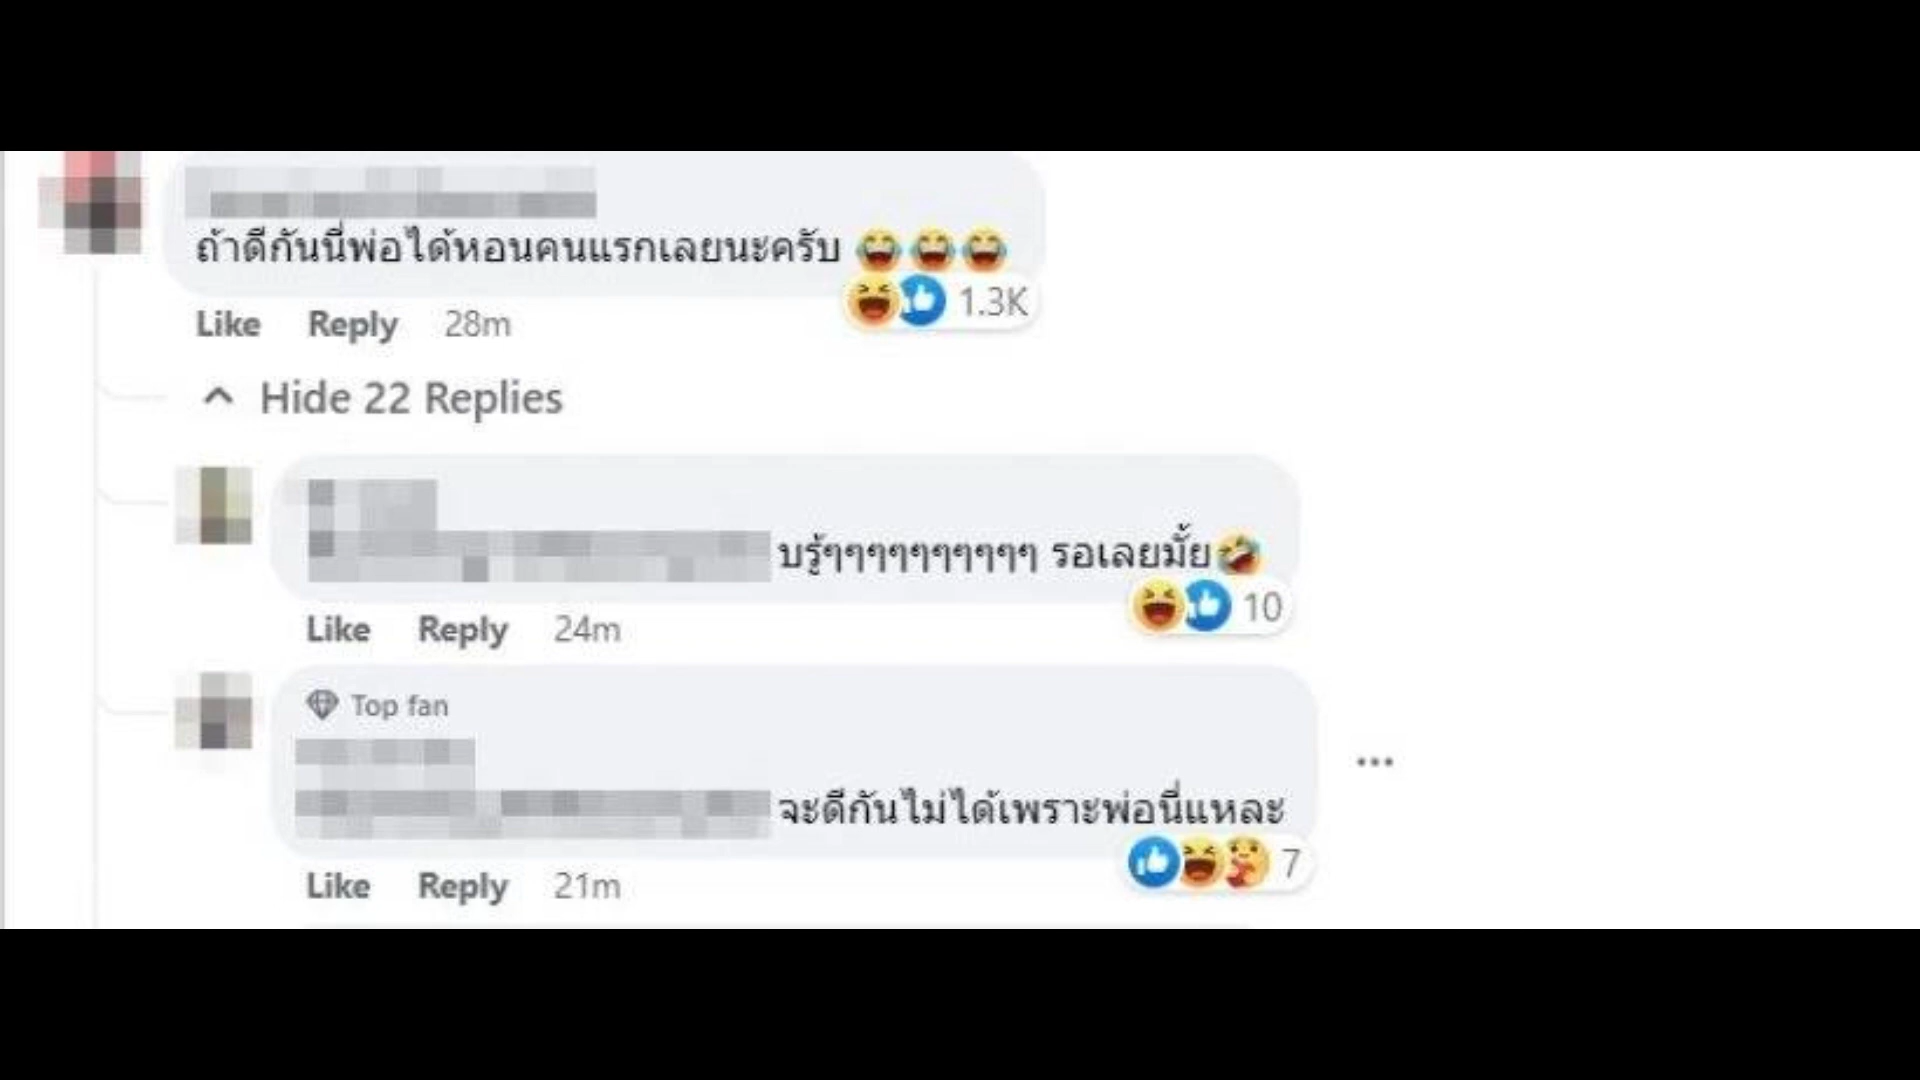 ถ้าดีกันนี่พ่อได้หอนคนแรกเลยนะครับ 😂😂😂
1.3K
Like Reply 28m
Hide 22 Replies
บรู้ๆๆๆๆๆๆๆๆๆๆ รอเลยมั้ย🤣
10
Like Reply 24m
Top fan
จะดีกันไม่ได้เพราะพ่อนี่แหละ
7
Like Reply 21m